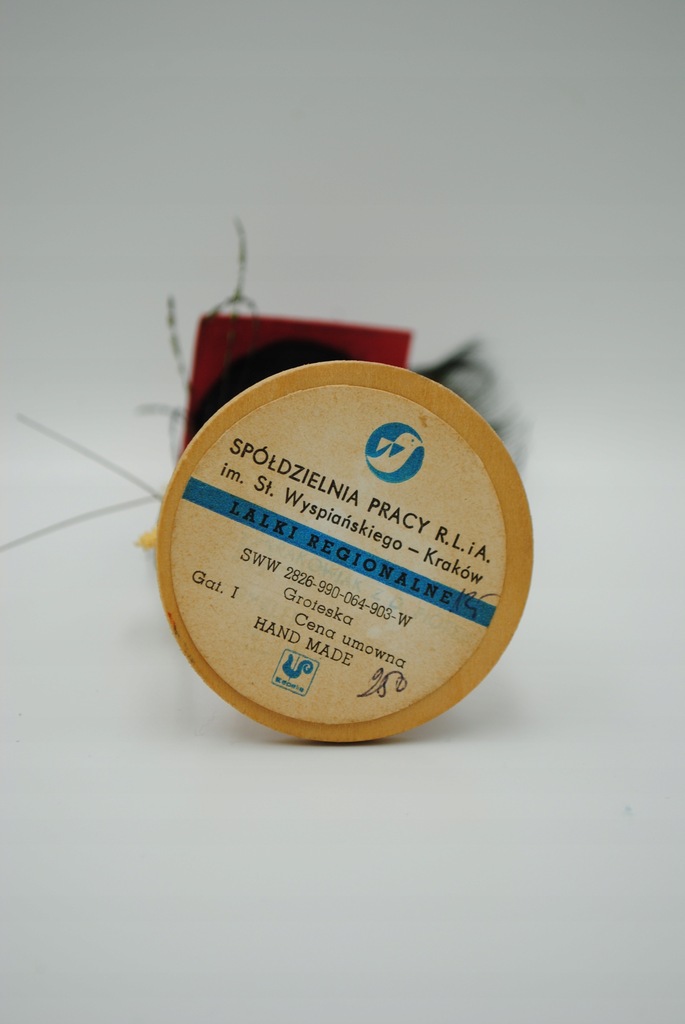 SPÓŁDZIELNIA PRACY R.L.iA.
im. St. Wyspiańskiego – Kraków
LALKI REGIONALNE
SWW 2826-990-064-903-W
Gat. I Groteska
Cena umowna
HAND MADE
250